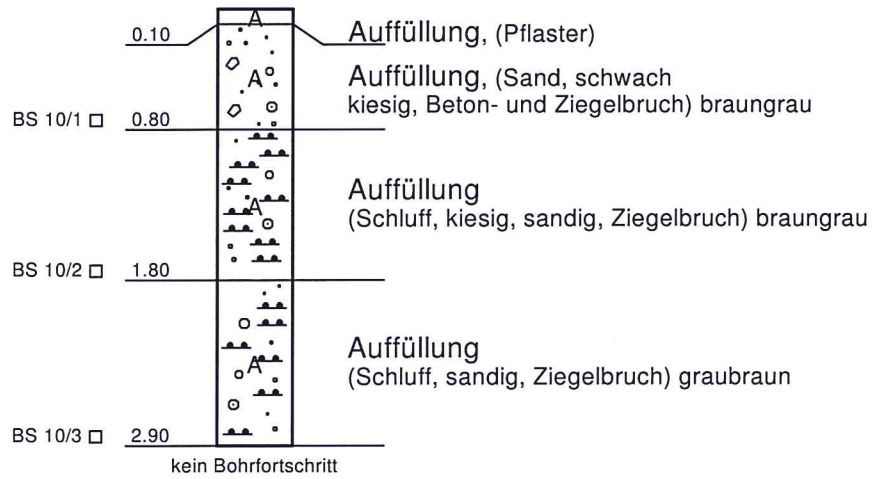 A
0.10
Auffüllung, (Pflaster)
A
Auffüllung, (Sand, schwach
kiesig, Beton- und Ziegelbruch) braungrau
BS 10/1 0.80
A
Auffüllung
(Schluff, kiesig, sandig, Ziegelbruch) braungrau
BS 10/2 1.80
Auffüllung
A
(Schluff, sandig, Ziegelbruch) graubraun
BS 10/3 2.90
kein Bohrfortschritt